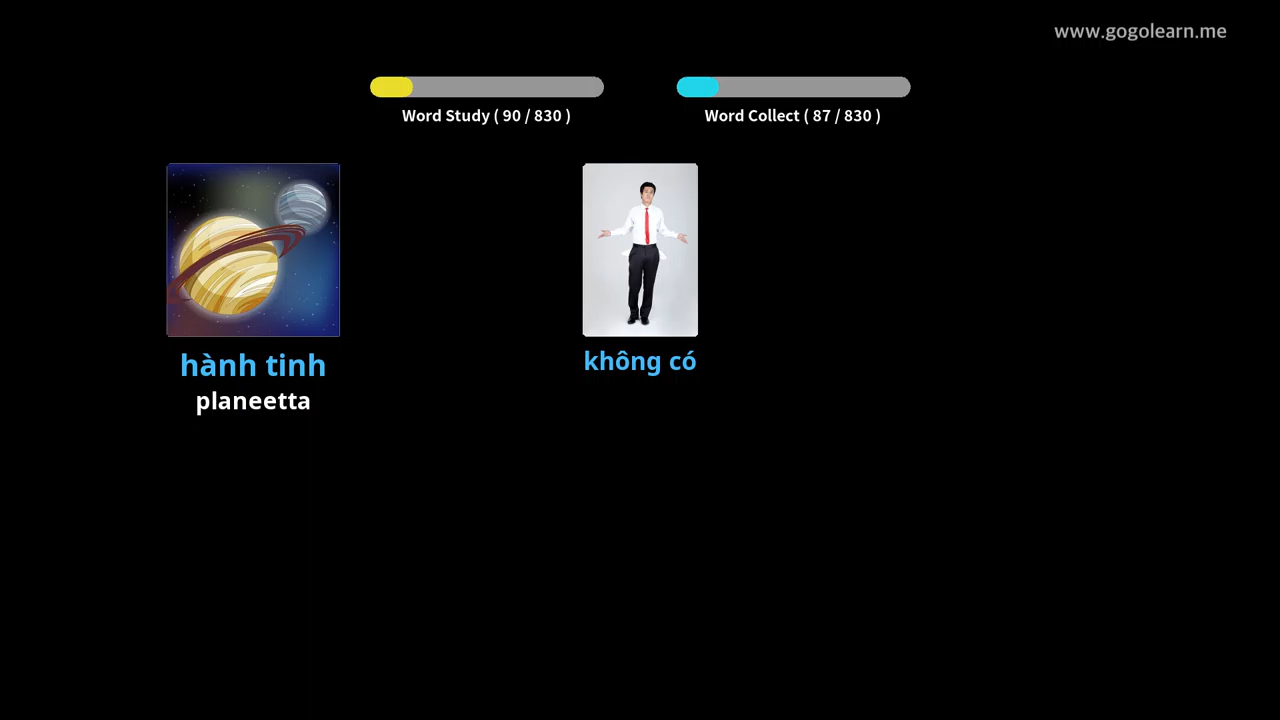 www.gogolearn.me
Word Study ( 90 / 830 )
Word Collect ( 87 / 830 )
hành tinh
planeetta
không có